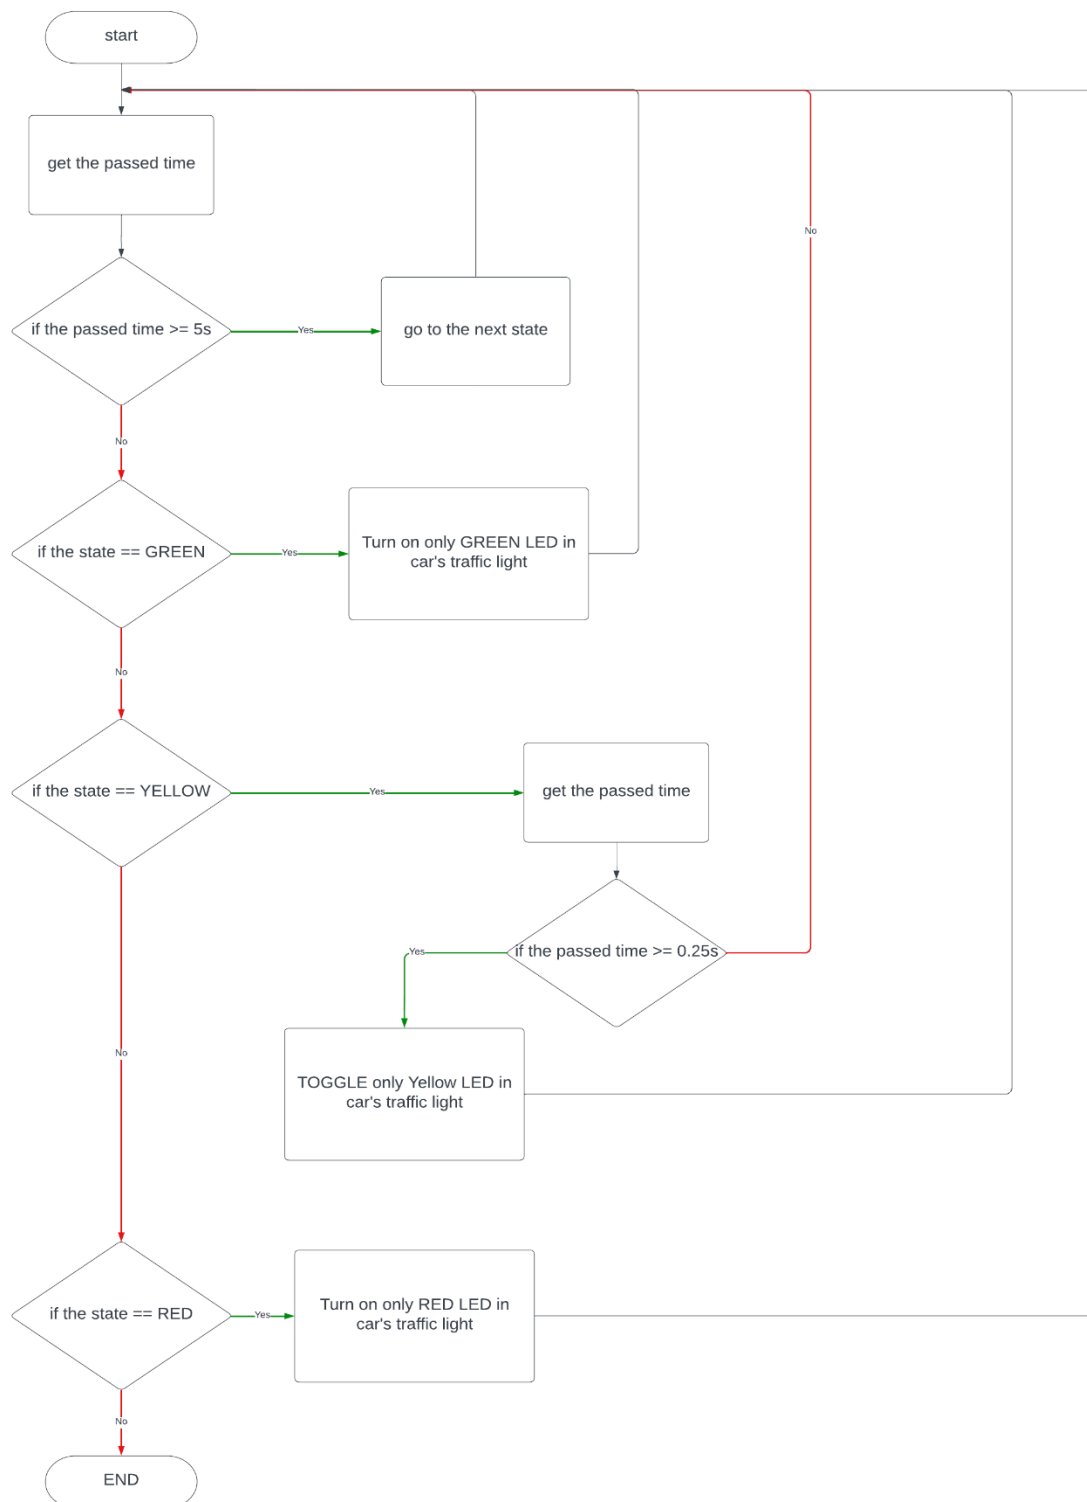 start
get the passed time
if the passed time >= 5s
Yes
go to the next state
No
No
if the state == GREEN
Yes
Turn on only GREEN LED in
car's traffic light
No
if the state == YELLOW
Yes
get the passed time
if the passed time >= 0.25s
Yes
TOGGLE only Yellow LED in
car's traffic light
No
if the state == RED
Yes
Turn on only RED LED in
car's traffic light
No
END